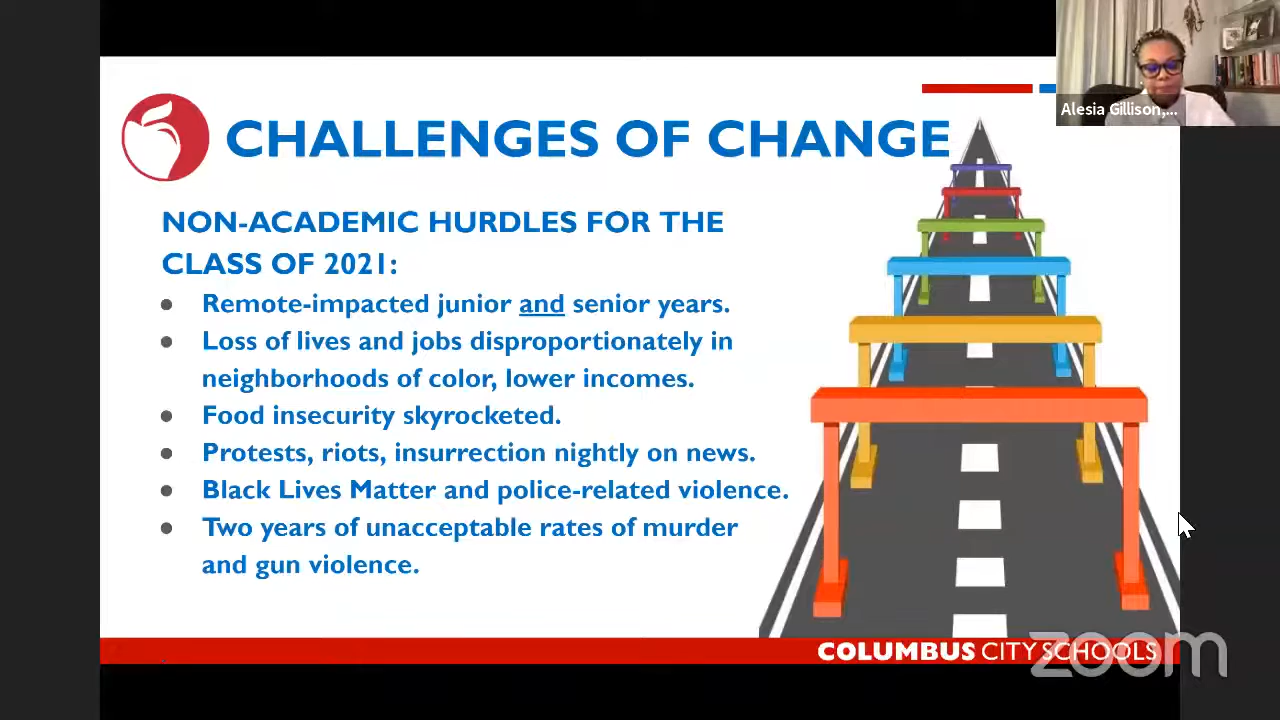 Alesia Gillison,...
CHALLENGES OF CHANGE
NON-ACADEMIC HURDLES FOR THE
CLASS OF 2021:
● Remote-impacted junior and senior years.
● Loss of lives and jobs disproportionately in
neighborhoods of color, lower incomes.
● Food insecurity skyrocketed.
● Protests, riots, insurrection nightly on news.
● Black Lives Matter and police-related violence.
● Two years of unacceptable rates of murder
and gun violence.
COLUMBUS CITY SCHOOLS
zoom